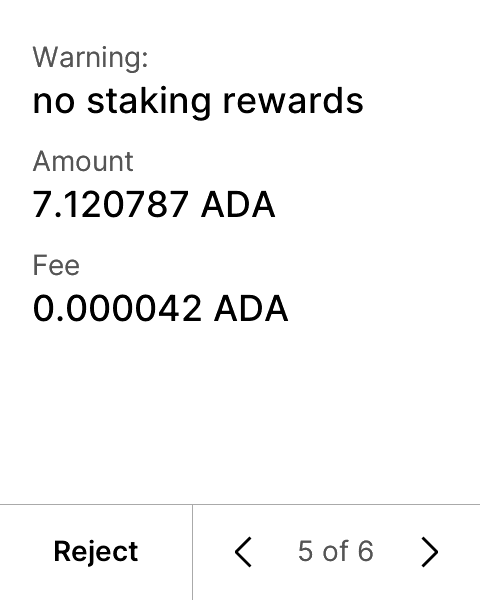 Warning:
no staking rewards
Amount
7.120787 ADA
Fee
0.000042 ADA
Reject
5 of 6